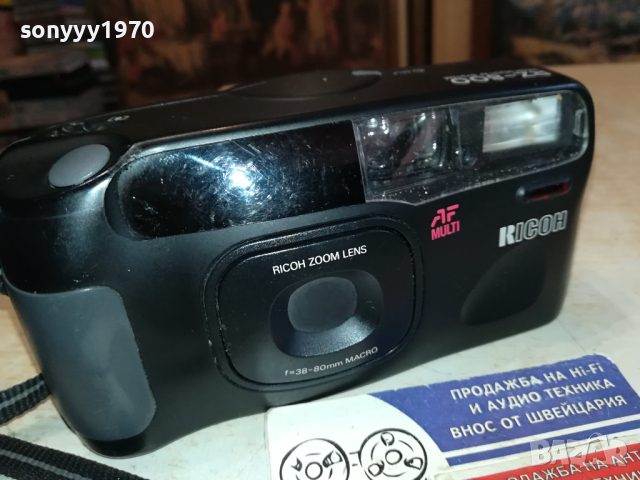 sonyyy1970
RZ-800
AF
MULTI
RICOH
RICOH ZOOM LENS
f=38-80mm MACRO
ПРОДАЖБА НА Hi-Fi
И АУДИО ТЕХНИКА
ВНОС ОТ ШВЕЙЦАРИЯ
BAZAR